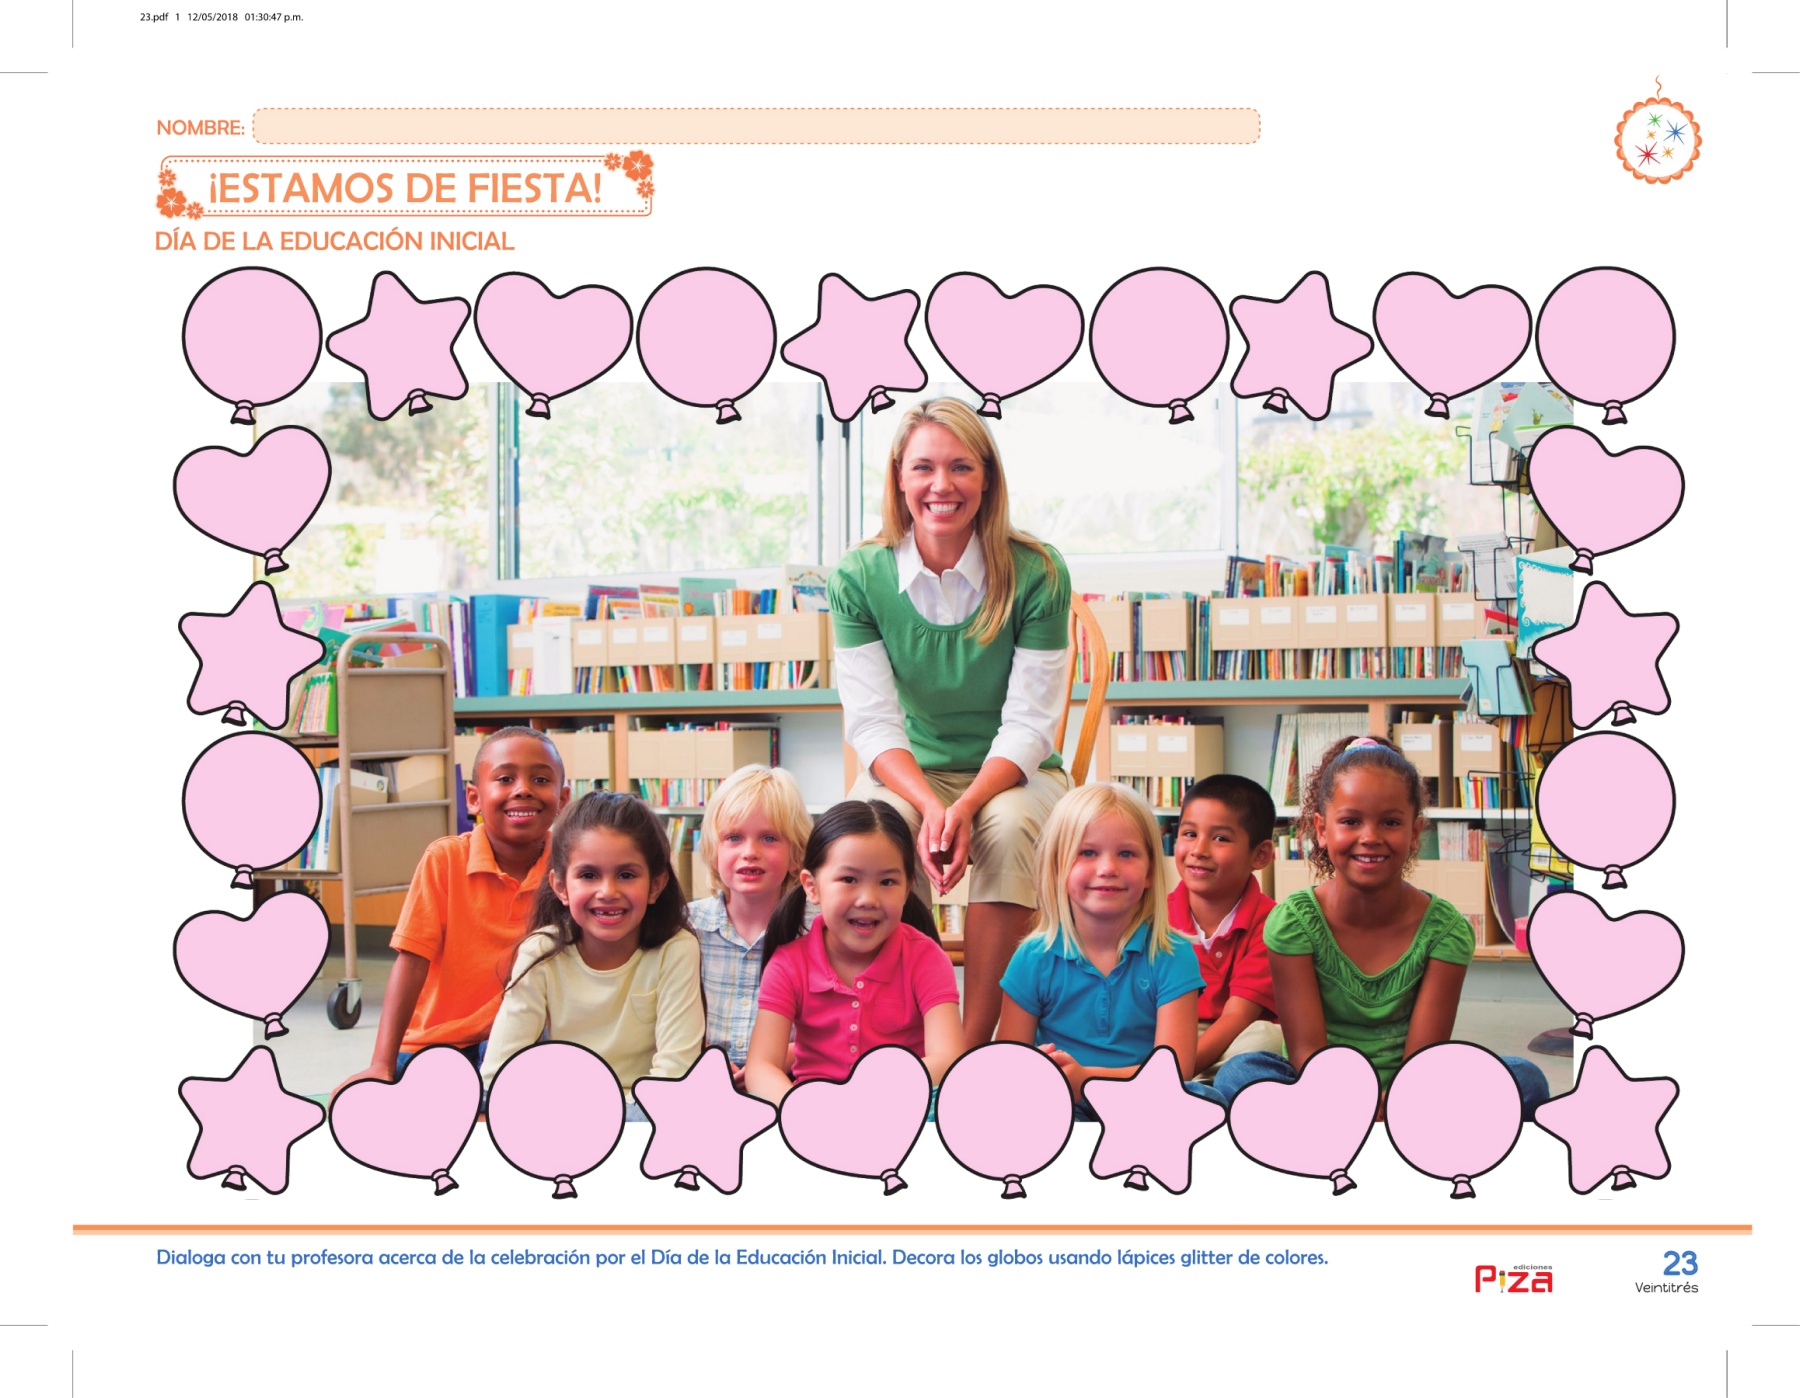 23.pdf 1 12/05/2018 01:30:47 p.m.
NOMBRE:
¡ESTAMOS DE FIESTA!
DÍA DE LA EDUCACIÓN INICIAL
Dialoga con tu profesora acerca de la celebración por el Día de la Educación Inicial. Decora los globos usando lápices glitter de colores.
ediciones
Piza
23
Veintitrés